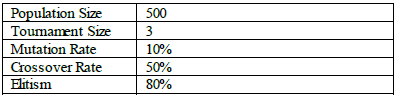 Population Size 500
Tournament Size 3
Mutation Rate 10%
Crossover Rate 50%
Elitism 80%